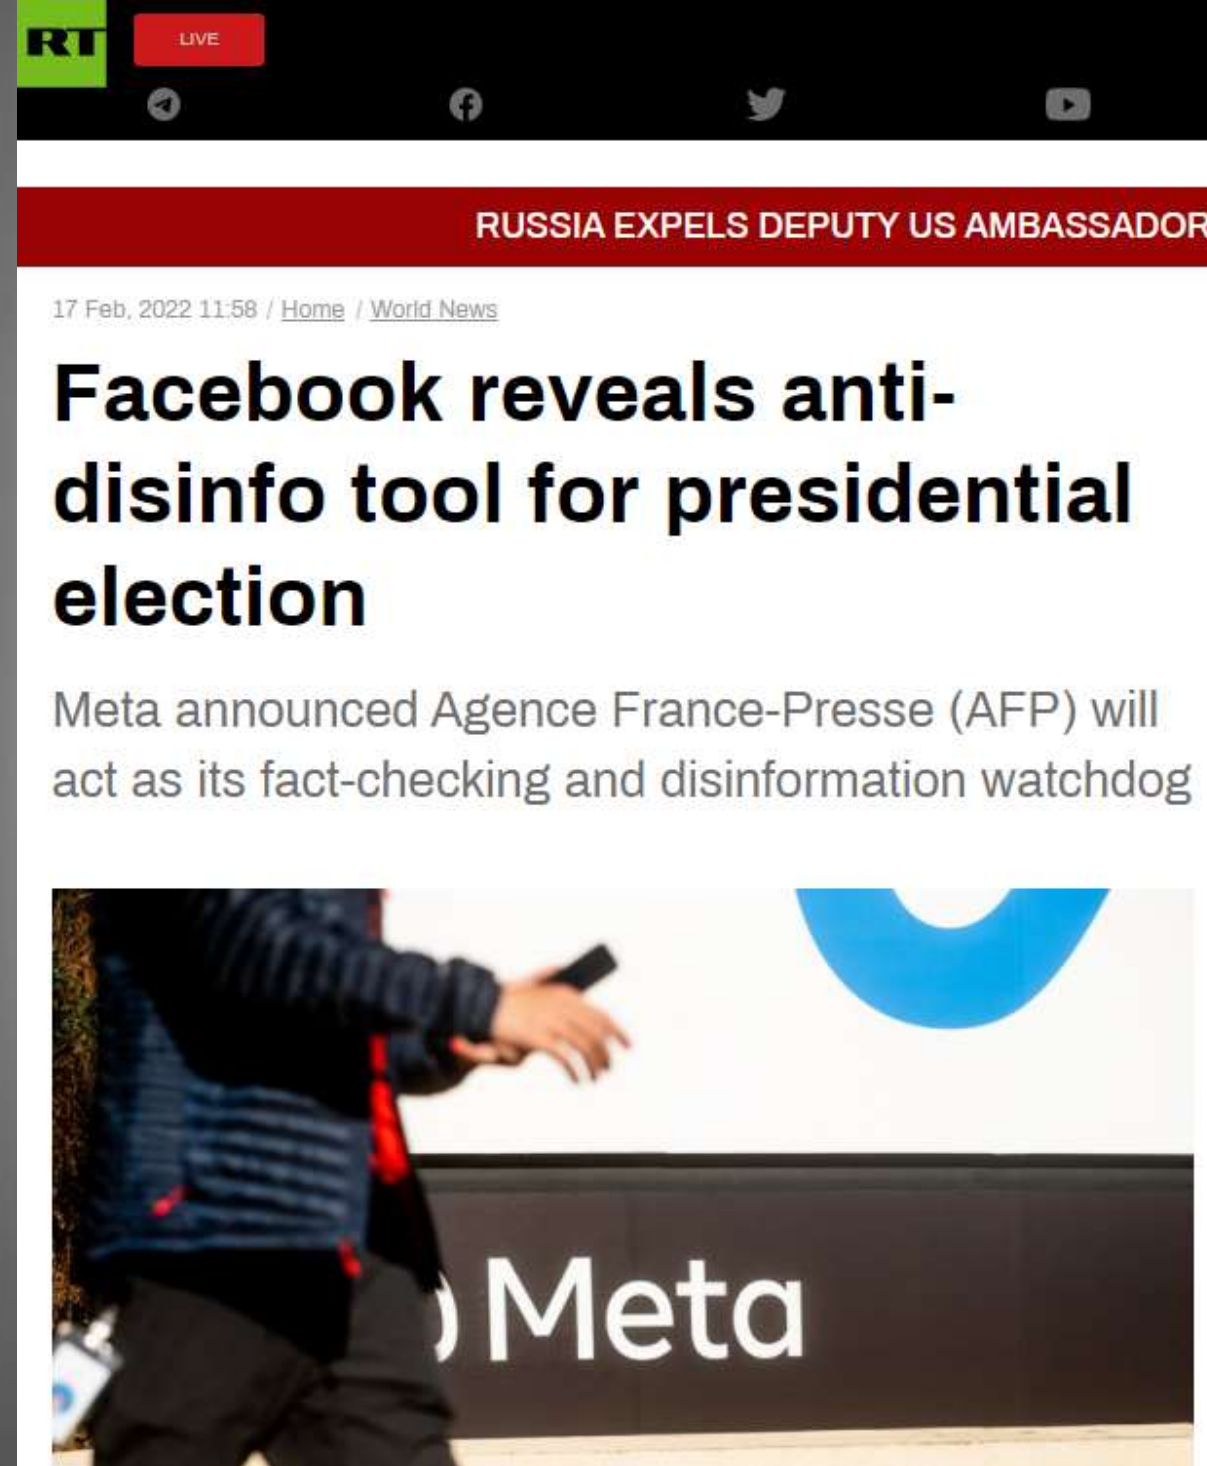 RT
LIVE
RUSSIA EXPELS DEPUTY US AMBASSADOR
17 Feb, 2022 11:58 / Home / World News
Facebook reveals anti-
disinfo tool for presidential
election
Meta announced Agence France-Presse (AFP) will
act as its fact-checking and disinformation watchdog
Meta